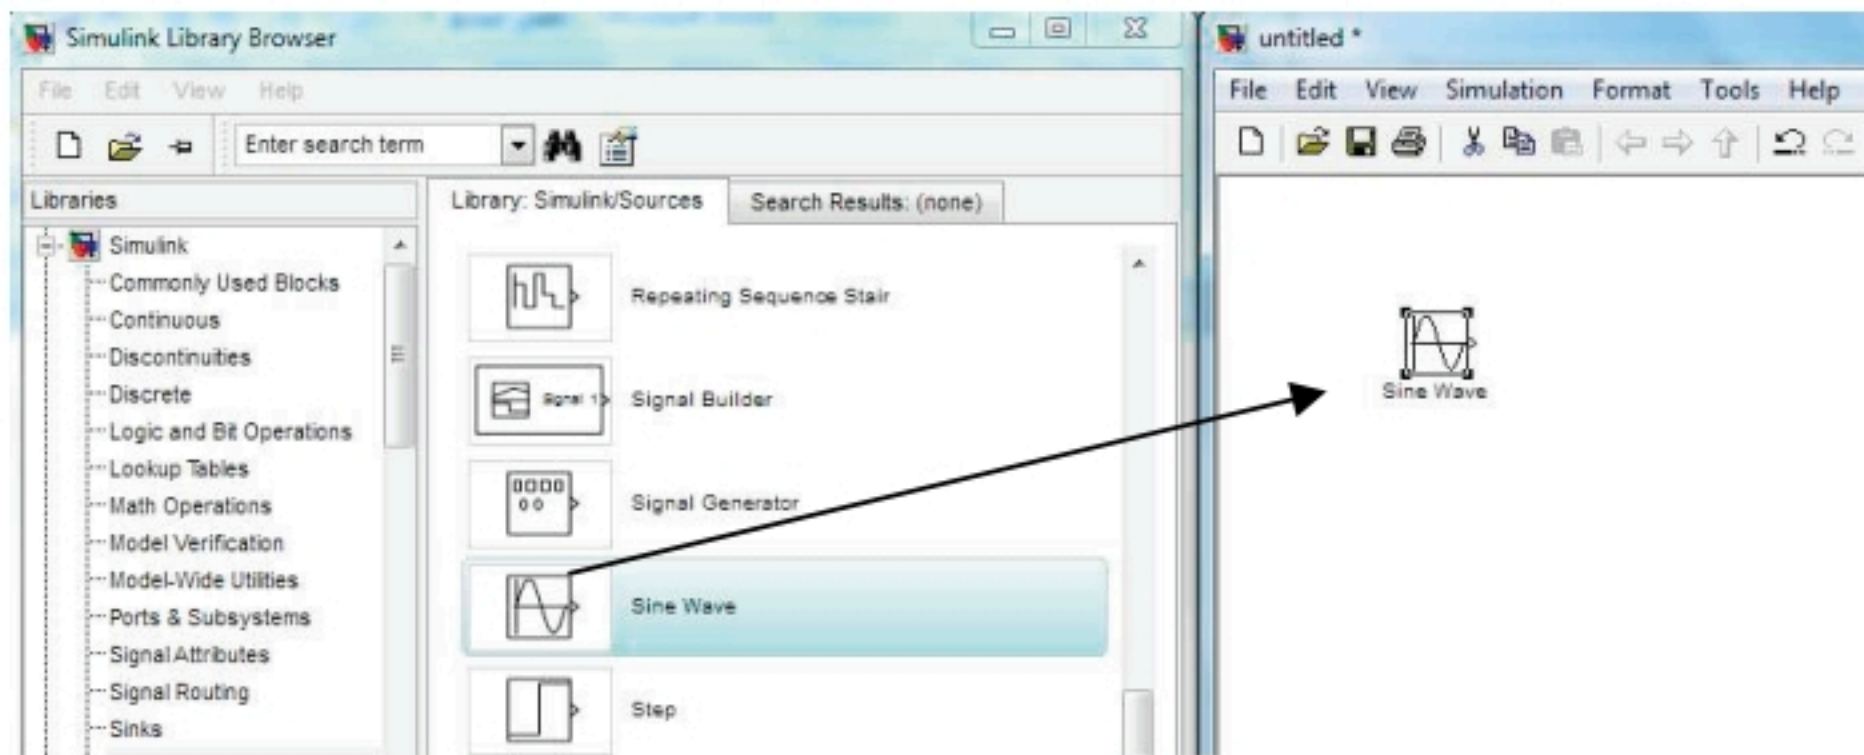 Simulink Library Browser
File Edit View Help
Enter search term
Libraries
Simulink
Commonly Used Blocks
Continuous
Discontinuities
Discrete
Logic and Bit Operations
Lookup Tables
Math Operations
Model Verification
Model-Wide Utilities
Ports & Subsystems
Signal Attributes
Signal Routing
Sinks
Library: Simulink/Sources
Search Results: (none)
Repeating Sequence Stair
Signal 1
Signal Builder
Signal Generator
Sine Wave
Step
untitled *
File Edit View Simulation Format Tools Help
Sine Wave